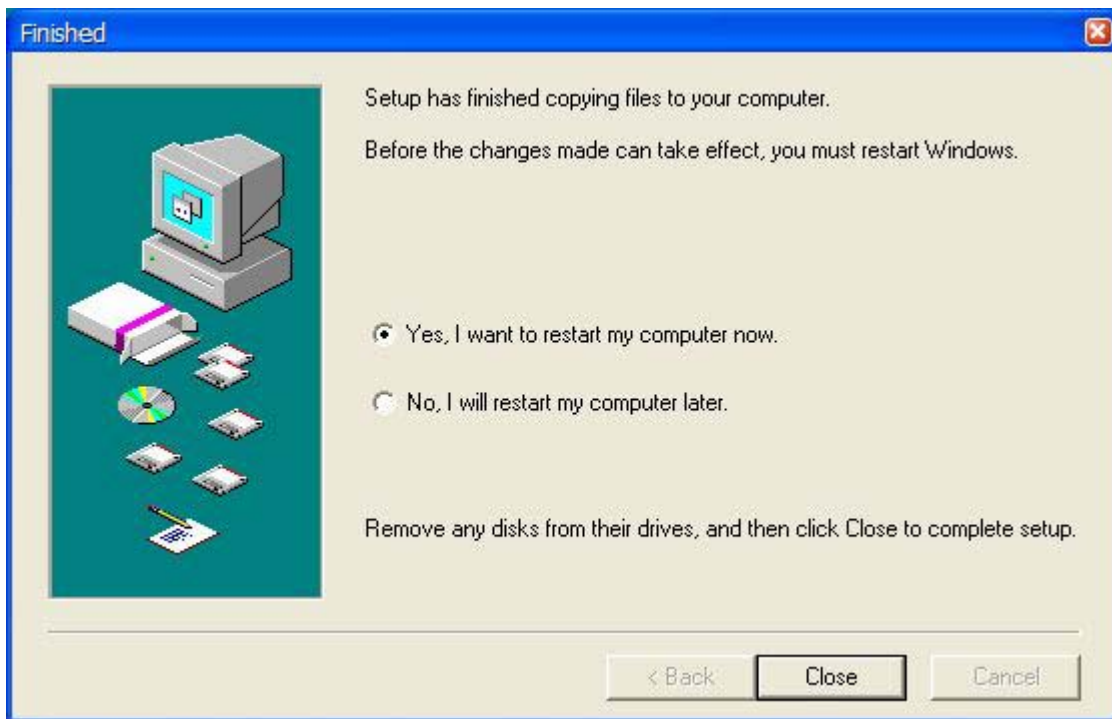 Finished
Setup has finished copying files to your computer.
Before the changes made can take effect, you must restart Windows.
Yes, I want to restart my computer now.
No, I will restart my computer later.
Remove any disks from their drives, and then click Close to complete setup.
< Back Close Cancel